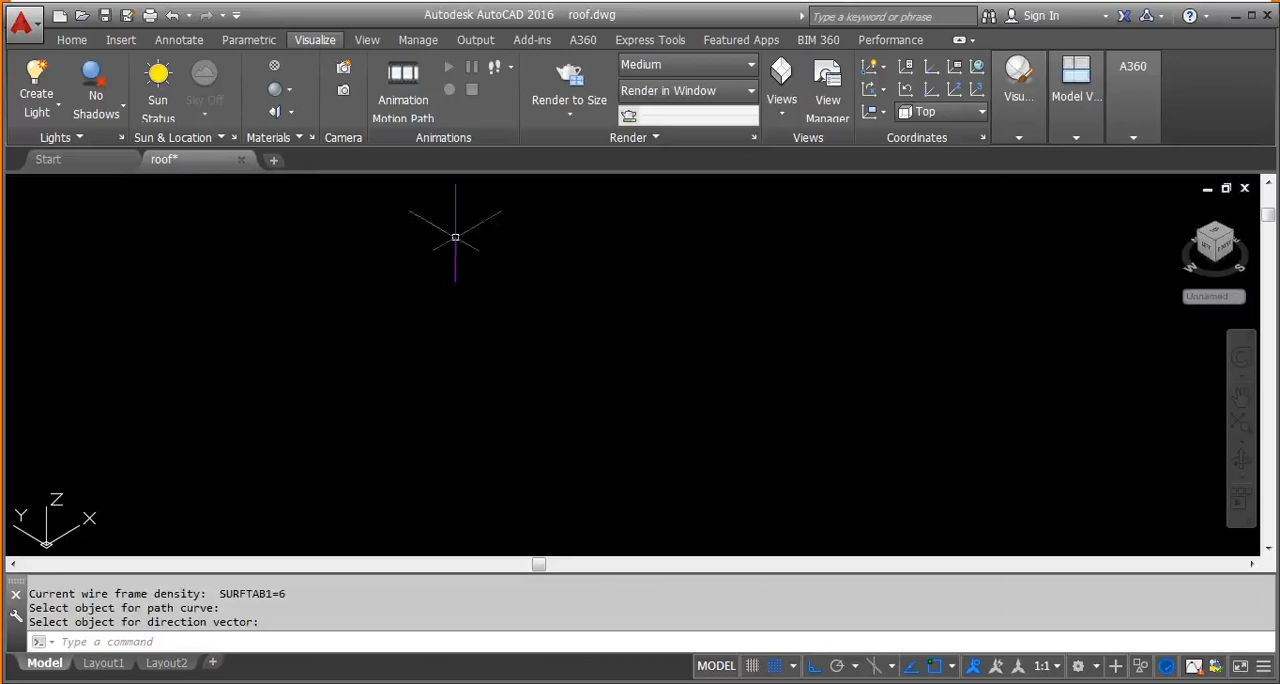 Autodesk AutoCAD 2016 roof.dwg
Type a keyword or phrase
Sign In
Home Insert Annotate Parametric Visualize View Manage Output Add-ins A360 Express Tools Featured Apps BIM 360 Performance
Create
Light
No
Shadows
Sun
Status
Sky Off
Animation
Motion Path
Render to Size
Medium
Render in Window
Views
View
Manager
Top
Visu...
Model V...
A360
Lights
Sun & Location
Materials
Camera
Animations
Render
Views
Coordinates
Start
roof*
W
S
Unnamed
Z
Y
X
Current wire frame density: SURFTAB1=6
Select object for path curve:
Select object for direction vector:
Type a command
Model Layout1 Layout2
MODEL
1:1